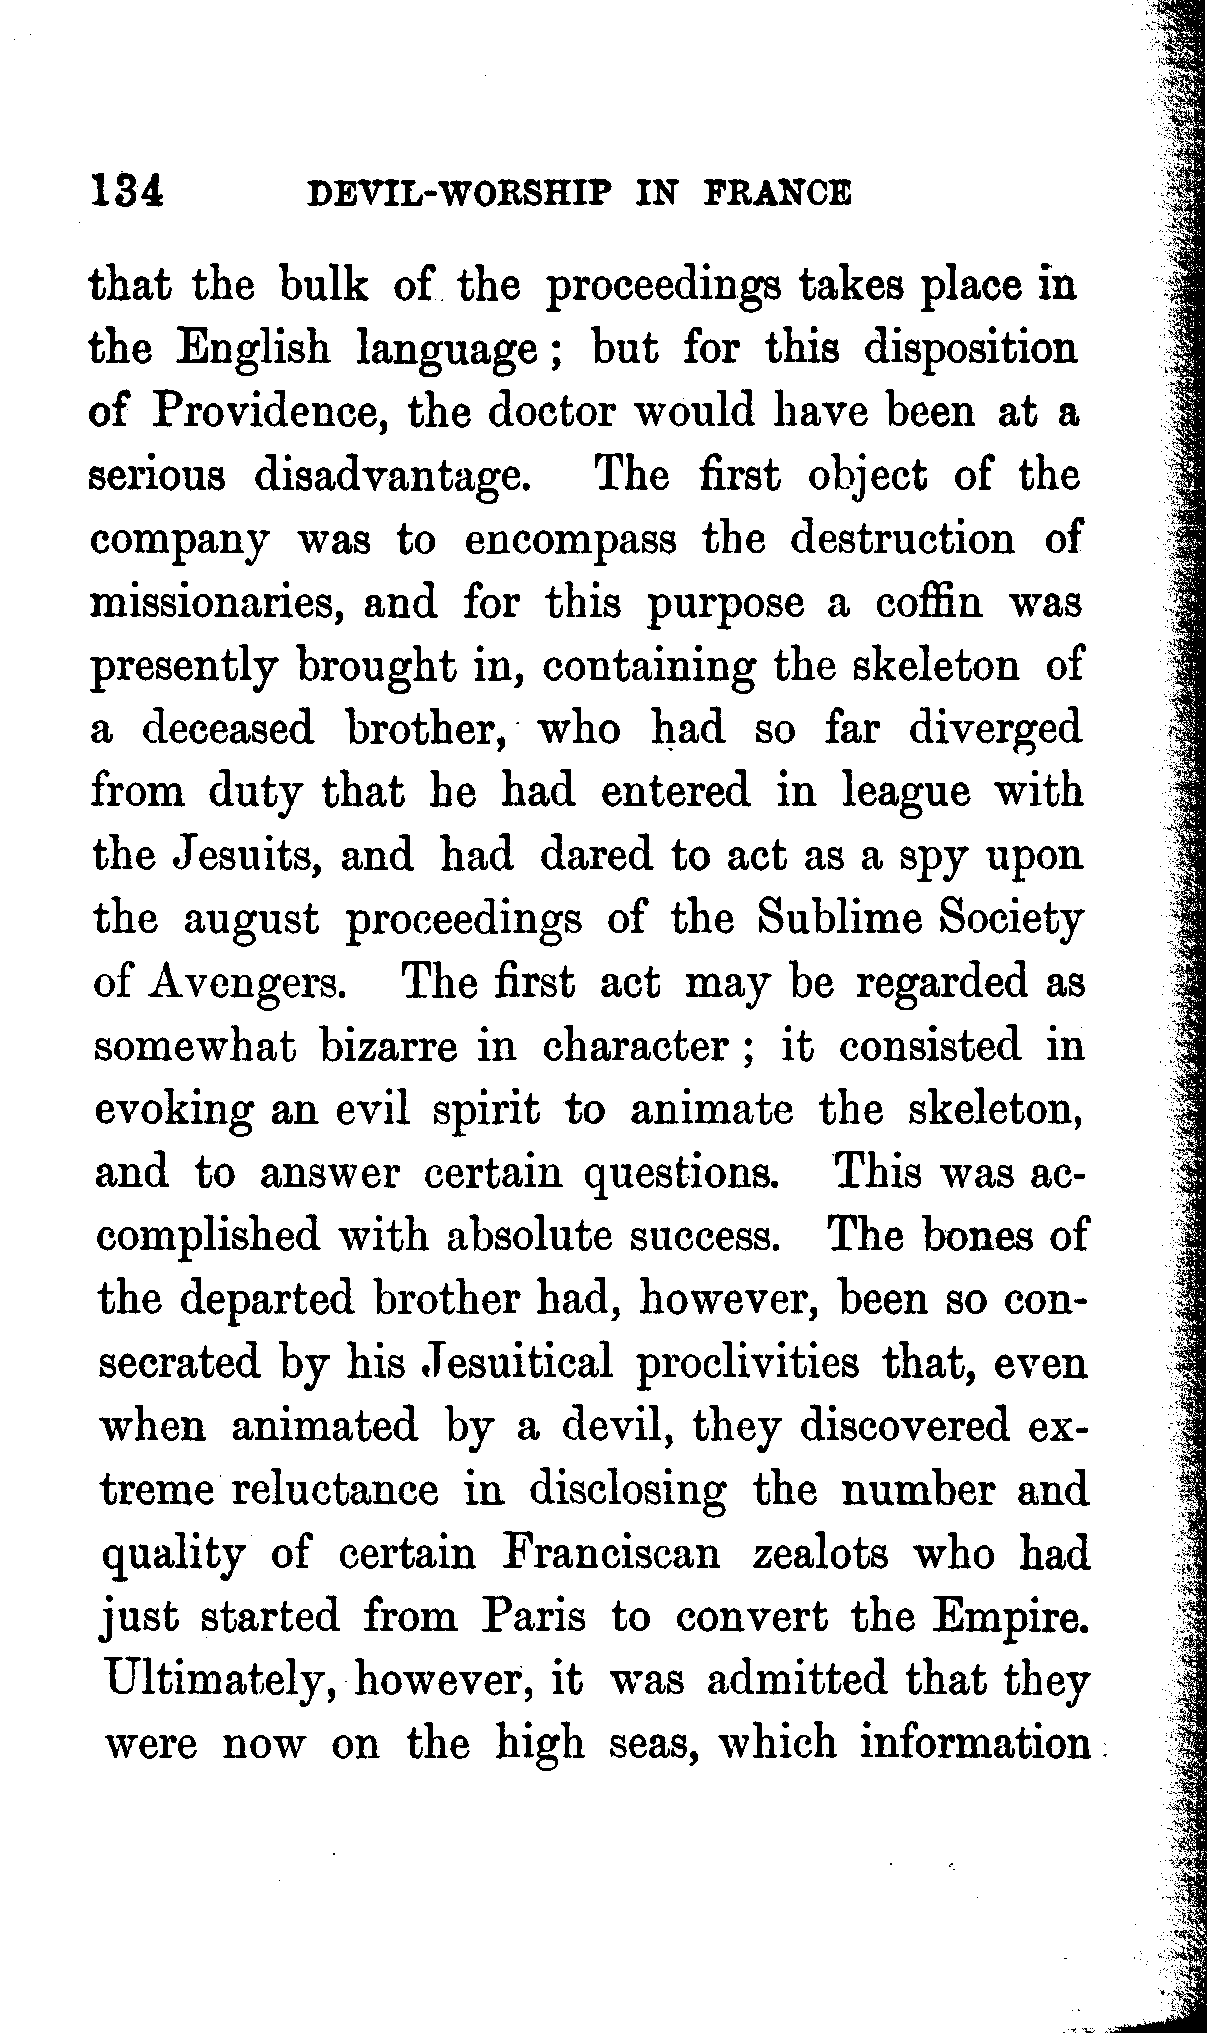 134 DEVIL-WORSHIP IN FRANCE
that the bulk of the proceedings takes place in
the English language ; but for this disposition
of Providence, the doctor would have been at a
serious disadvantage. The first object of the
company was to encompass the destruction of
missionaries, and for this purpose a coffin was
presently brought in, containing the skeleton of
a deceased brother, who had so far diverged
from duty that he had entered in league with
the Jesuits, and had dared to act as a spy upon
the august proceedings of the Sublime Society
of Avengers. The first act may be regarded as
somewhat bizarre in character ; it consisted in
evoking an evil spirit to animate the skeleton,
and to answer certain questions. This was ac-
complished with absolute success. The bones of
the departed brother had, however, been so con-
secrated by his Jesuitical proclivities that, even
when animated by a devil, they discovered ex-
treme reluctance in disclosing the number and
quality of certain Franciscan zealots who had
just started from Paris to convert the Empire.
Ultimately, however, it was admitted that they
were now on the high seas, which information